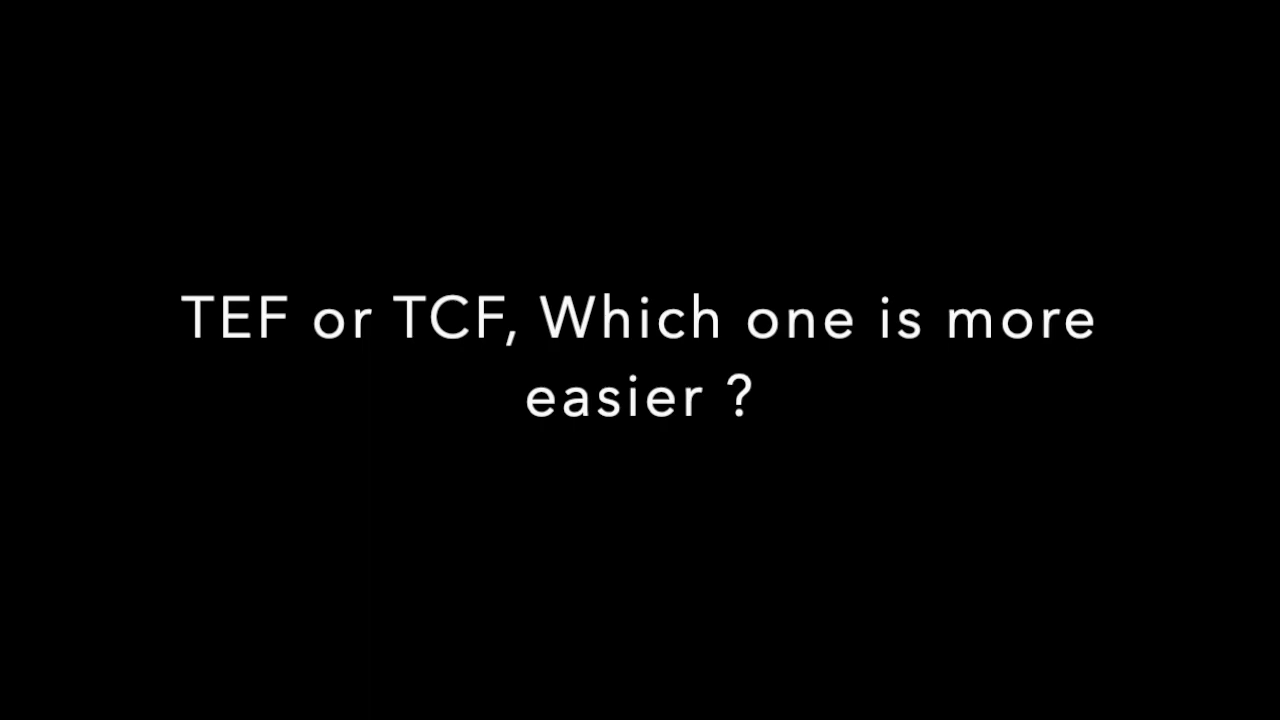 TEF or TCF, Which one is more
easier ?